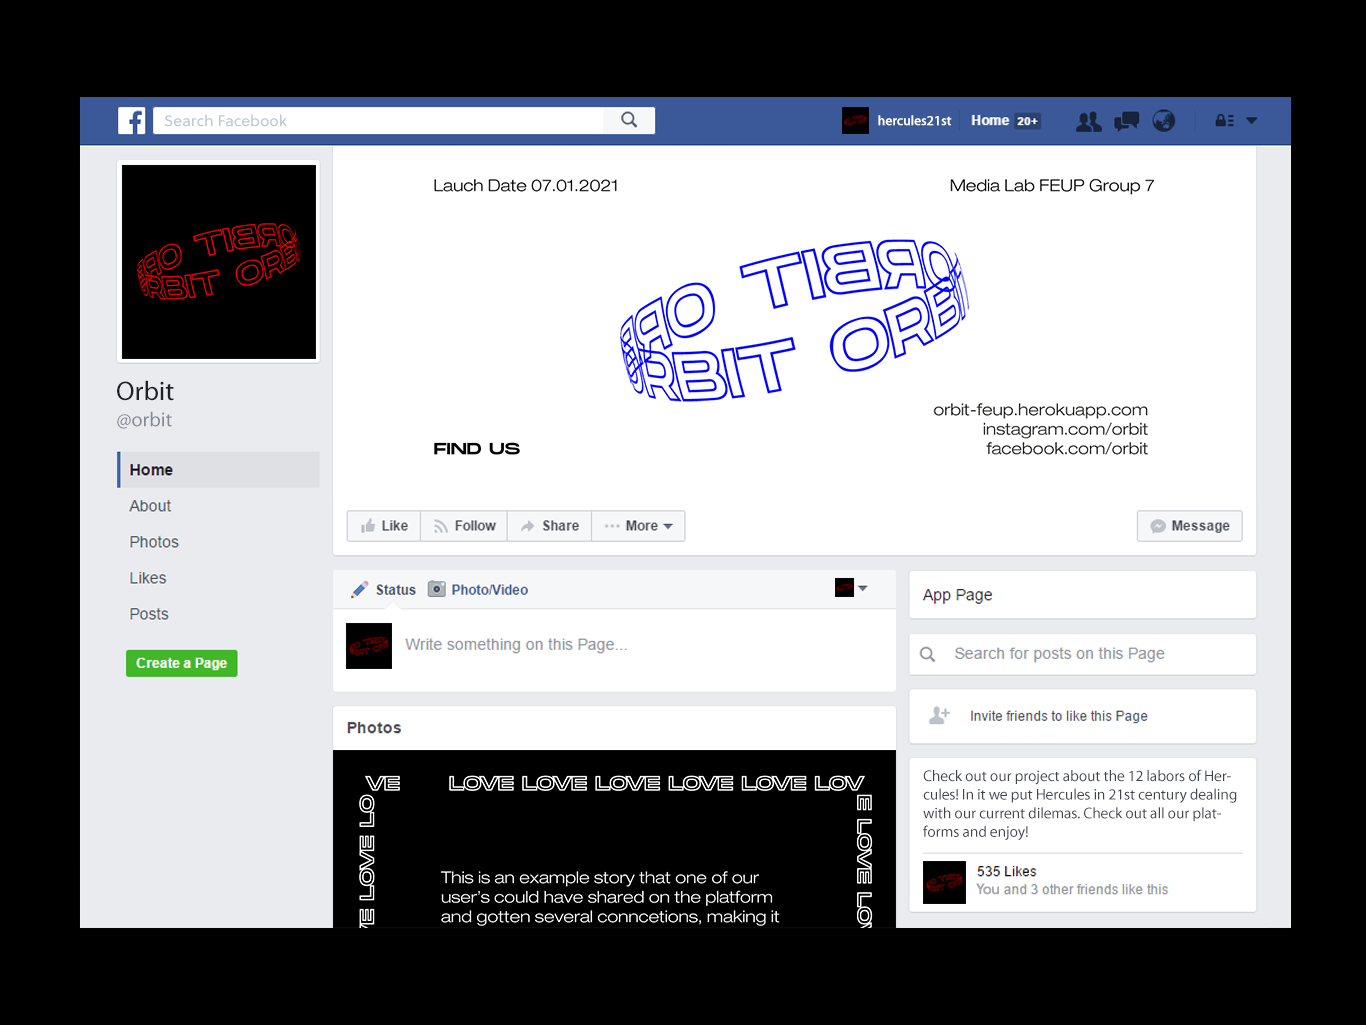 Search Facebook
hercules21st
Home 20+
Orbit
@orbit
Home
About
Photos
Likes
Posts
Create a Page
Lauch Date 07.01.2021
Media Lab FEUP Group 7
ORBIT ORBIT
ORBIT ORBIT
FIND US
orbit-feup.herokuapp.com
instagram.com/orbit
facebook.com/orbit
Like
Follow
Share
More
Message
Status
Photo/Video
Write something on this Page...
Photos
VE LOVE LOVE LOVE LOVE LOVE LOV
E LOVE LOV
VE LOVE LO
This is an example story that one of our
user's could have shared on the platform
and gotten several conncetions, making it
App Page
Search for posts on this Page
Invite friends to like this Page
Check out our project about the 12 labors of Her-
cules! In it we put Hercules in 21st century dealing
with our current dilemas. Check out all our plat-
forms and enjoy!
535 Likes
You and 3 other friends like this